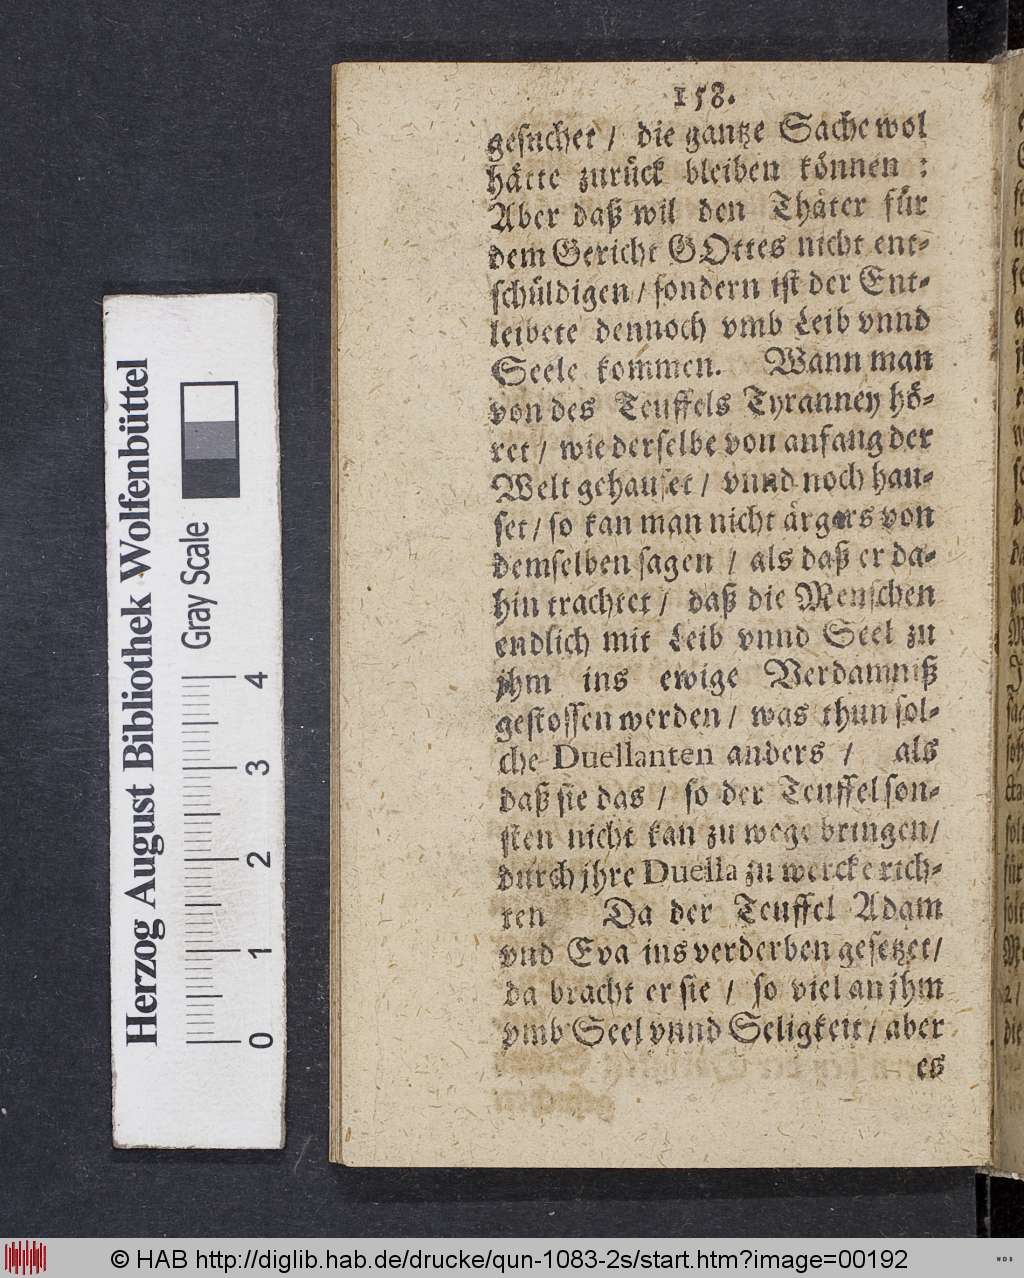 158.
gesuchet / die gantze Sache wol
hätte zurück bleiben können :
Aber daß wil den Thäter für
dem Gericht GOttes nicht ent-
schüldigen / sondern ist der Ent-
leibete dennoch vmb Leib vnnd
Seele kommen. Wann man
von des Teuffels Tyranney hö-
ret / wie derselbe von anfang der
Welt gehauset / vnnd noch hau-
set / so kan man nicht ärgers von
demselben sagen / als daß er da-
hin trachtet / daß die Menschen
endlich mit Leib vnnd Seel zu
jhm ins ewige Verdamniß
gestossen werden / was thun sol-
che Duellanten anders / als
daß sie das / so der Teuffel son-
sten nicht kan zu wege bringen /
durch jhre Duella zu wercke rich-
ten Da der Teuffel Adam
vnd Eva ins verderben gesetzet /
da bracht er sie / so viel an jhm
vmb Seel vnnd Seligkeit / aber
es
Herzog August Bibliothek Wolfenbüttel
Gray Scale
0 1 2 3 4
© HAB http://diglib.hab.de/drucke/qun-1083-2s/start.htm?image=00192